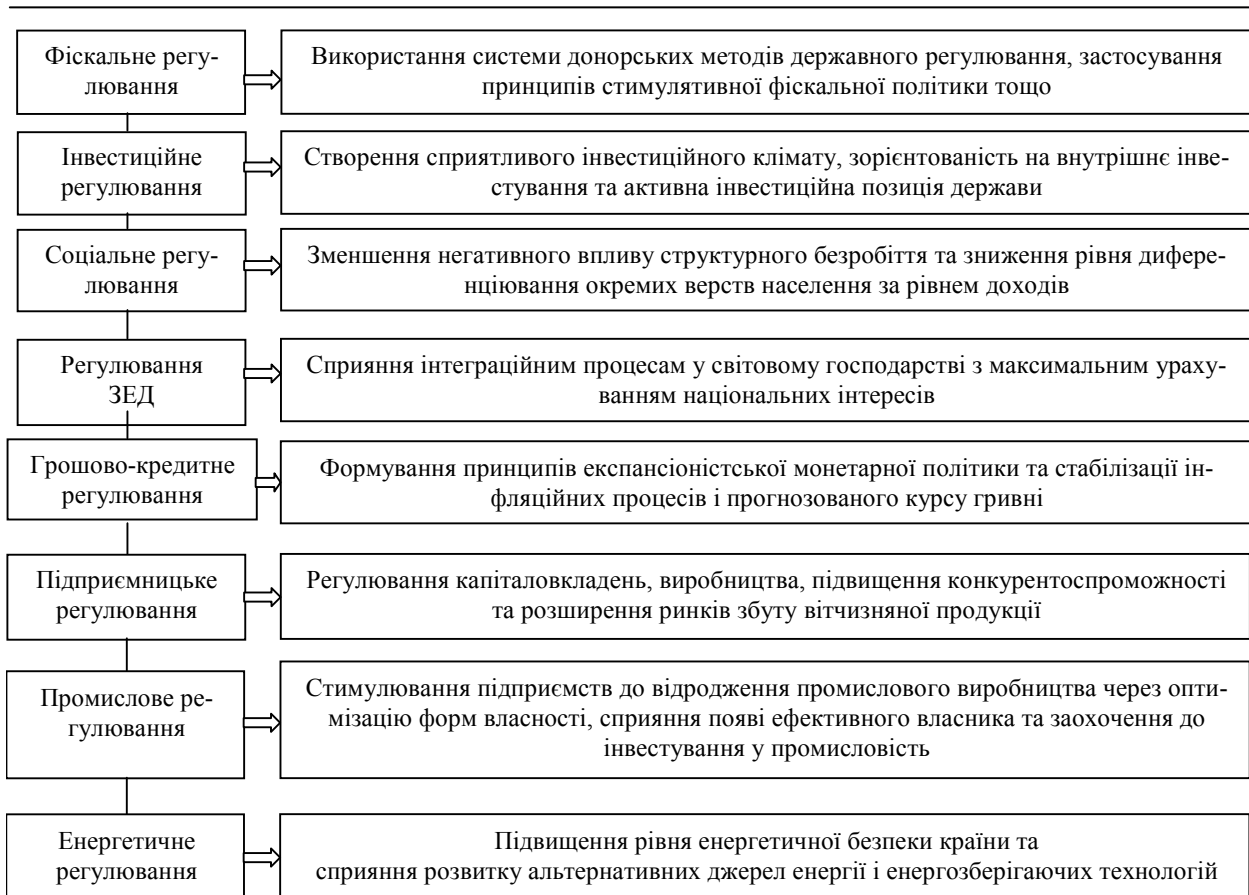 Фіскальне регу-
лювання
Використання системи донорських методів державного регулювання, застосування
принципів стимулятивної фіскальної політики тощо
Інвестиційне
регулювання
Створення сприятливого інвестиційного клімату, зорієнтованість на внутрішнє інве-
стування та активна інвестиційна позиція держави
Соціальне регу-
лювання
Зменшення негативного впливу структурного безробіття та зниження рівня дифере-
нціювання окремих верств населення за рівнем доходів
Регулювання
ЗЕД
Сприяння інтеграційним процесам у світовому господарстві з максимальним ураху-
ванням національних інтересів
Грошово-кредитне
регулювання
Формування принципів експансіоністської монетарної політики та стабілізації ін-
фляційних процесів і прогнозованого курсу гривні
Підприємницьке
регулювання
Регулювання капіталовкладень, виробництва, підвищення конкурентоспроможності
та розширення ринків збуту вітчизняної продукції
Промислове ре-
гулювання
Стимулювання підприємств до відродження промислового виробництва через опти-
мізацію форм власності, сприяння появі ефективного власника та заохочення до
інвестування у промисловість
Енергетичне
регулювання
Підвищення рівня енергетичної безпеки країни та
сприяння розвитку альтернативних джерел енергії і енергозберігаючих технологій